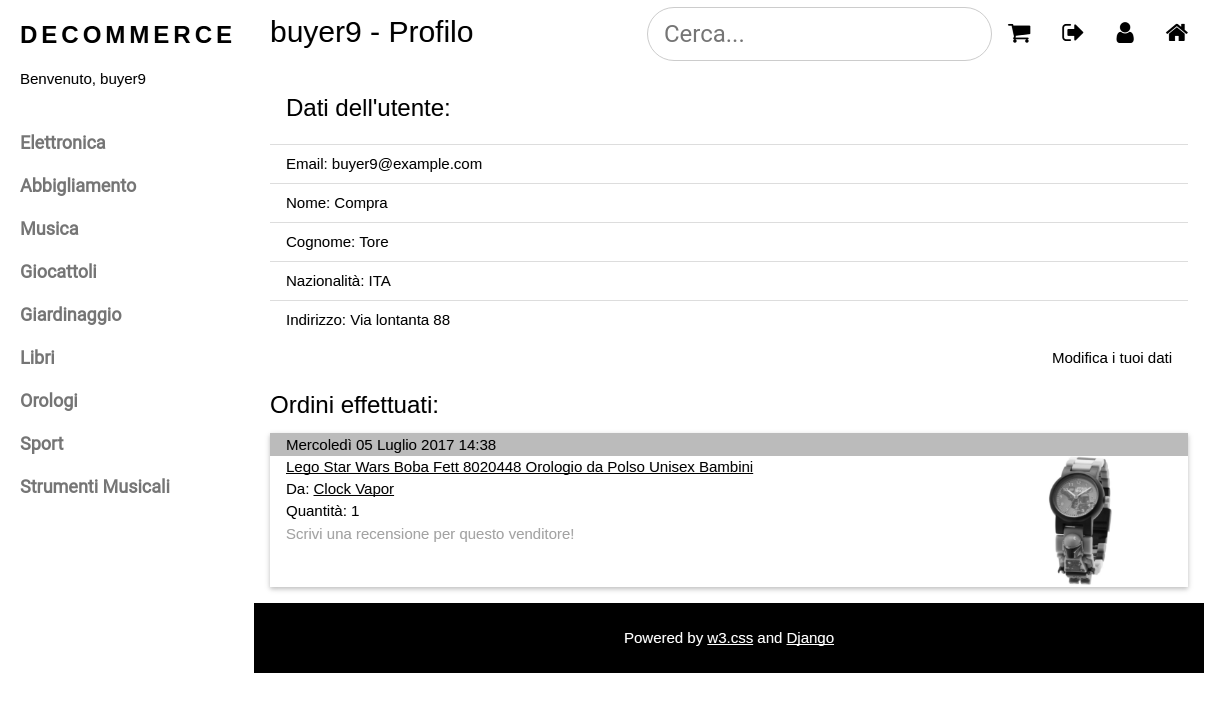 DECOMMERCE
Benvenuto, buyer9
Elettronica
Abbigliamento
Musica
Giocattoli
Giardinaggio
Libri
Orologi
Sport
Strumenti Musicali
buyer9 - Profilo
Cerca...
Dati dell'utente:
Email: buyer9@example.com
Nome: Compra
Cognome: Tore
Nazionalità: ITA
Indirizzo: Via lontanta 88
Modifica i tuoi dati
Ordini effettuati:
Mercoledì 05 Luglio 2017 14:38
Lego Star Wars Boba Fett 8020448 Orologio da Polso Unisex Bambini
Da: Clock Vapor
Quantità: 1
Scrivi una recensione per questo venditore!
Powered by w3.css and Django